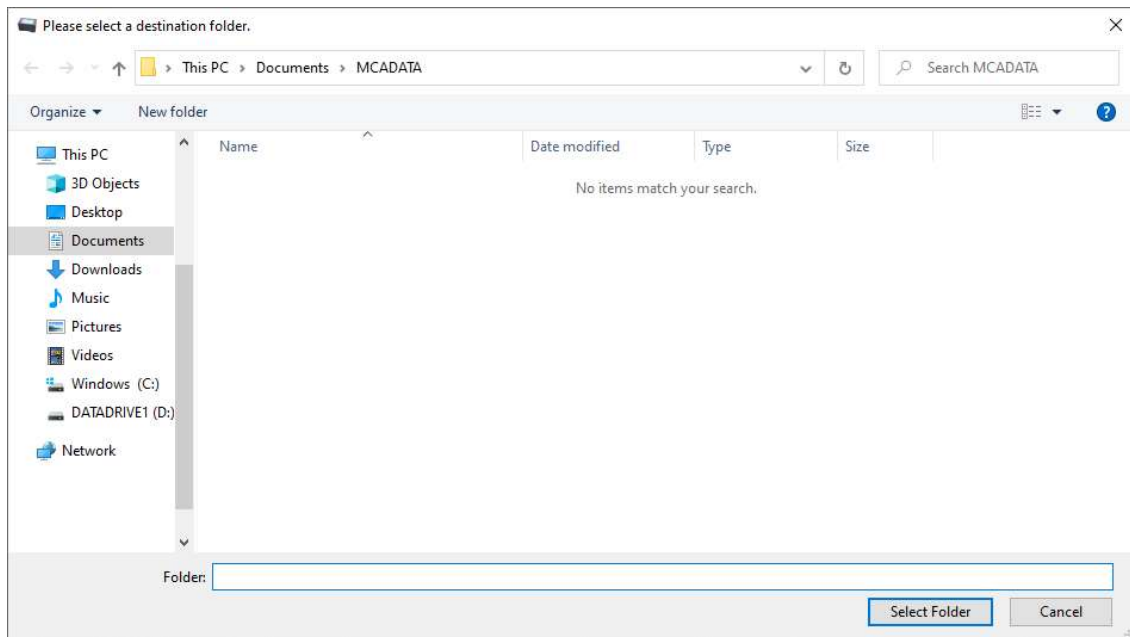 Please select a destination folder.
This PC > Documents > MCADATA
Search MCADATA
Organize
New folder
Name
Date modified
Type
Size
This PC
3D Objects
Desktop
Documents
Downloads
Music
Pictures
Videos
Windows (C:)
DATADRIVE1 (D:)
Network
No items match your search.
Folder:
Select Folder
Cancel